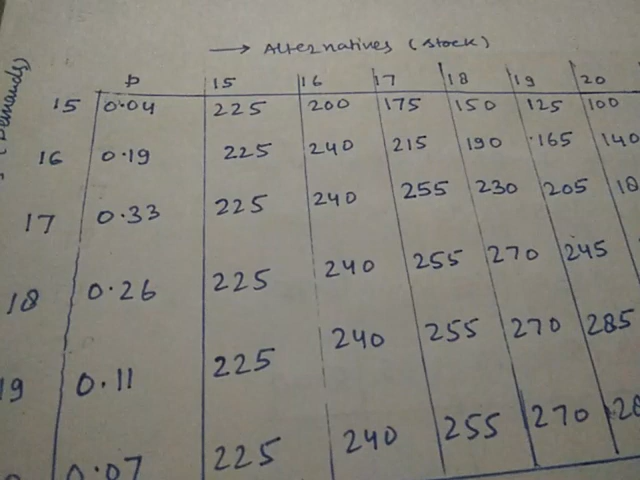 → Alternatives (Stock)
(Demands)
P 15 16 17 18 19 20
15 0.04 225 200 175 150 125 100
16 0.19 225 240 215 190 165 140
17 0.33 225 240 255 230 205 18
18 0.26 225 240 255 270 245
19 0.11 225 240 255 270 285
0.07 225 240 255 270 28